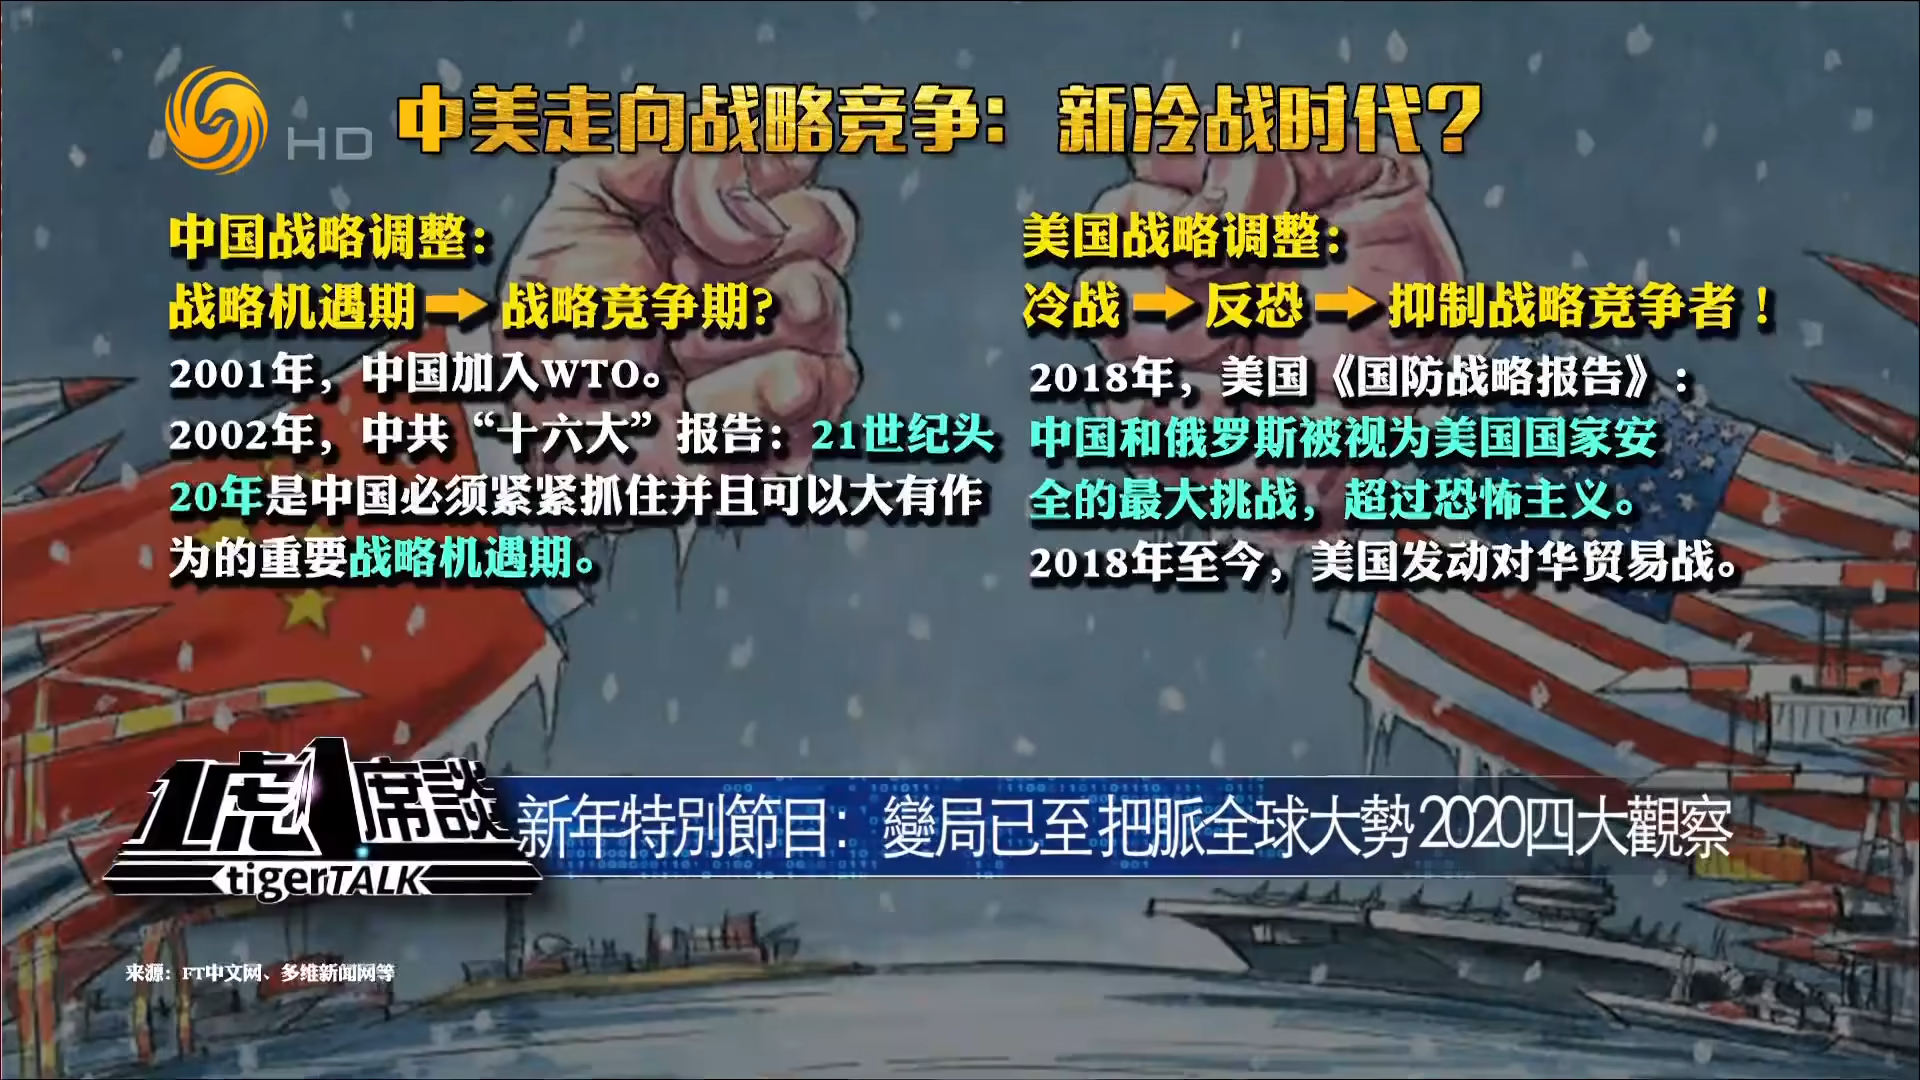 HD
中美走向战略竞争：新冷战时代？
中国战略调整：
战略机遇期➡战略竞争期？
2001年，中国加入WTO。
2002年，中共“十六大”报告：21世纪头
20年是中国必须紧紧抓住并且可以大有作
为的重要战略机遇期。
美国战略调整：
冷战➡反恐➡抑制战略竞争者！
2018年，美国《国防战略报告》：
中国和俄罗斯被视为美国国家安
全的最大挑战，超过恐怖主义。
2018年至今，美国发动对华贸易战。
一虎一席談
tigerTALK
新年特別節目：變局已至 把脈全球大勢 2020四大觀察
来源：FT中文网、多维新闻网等